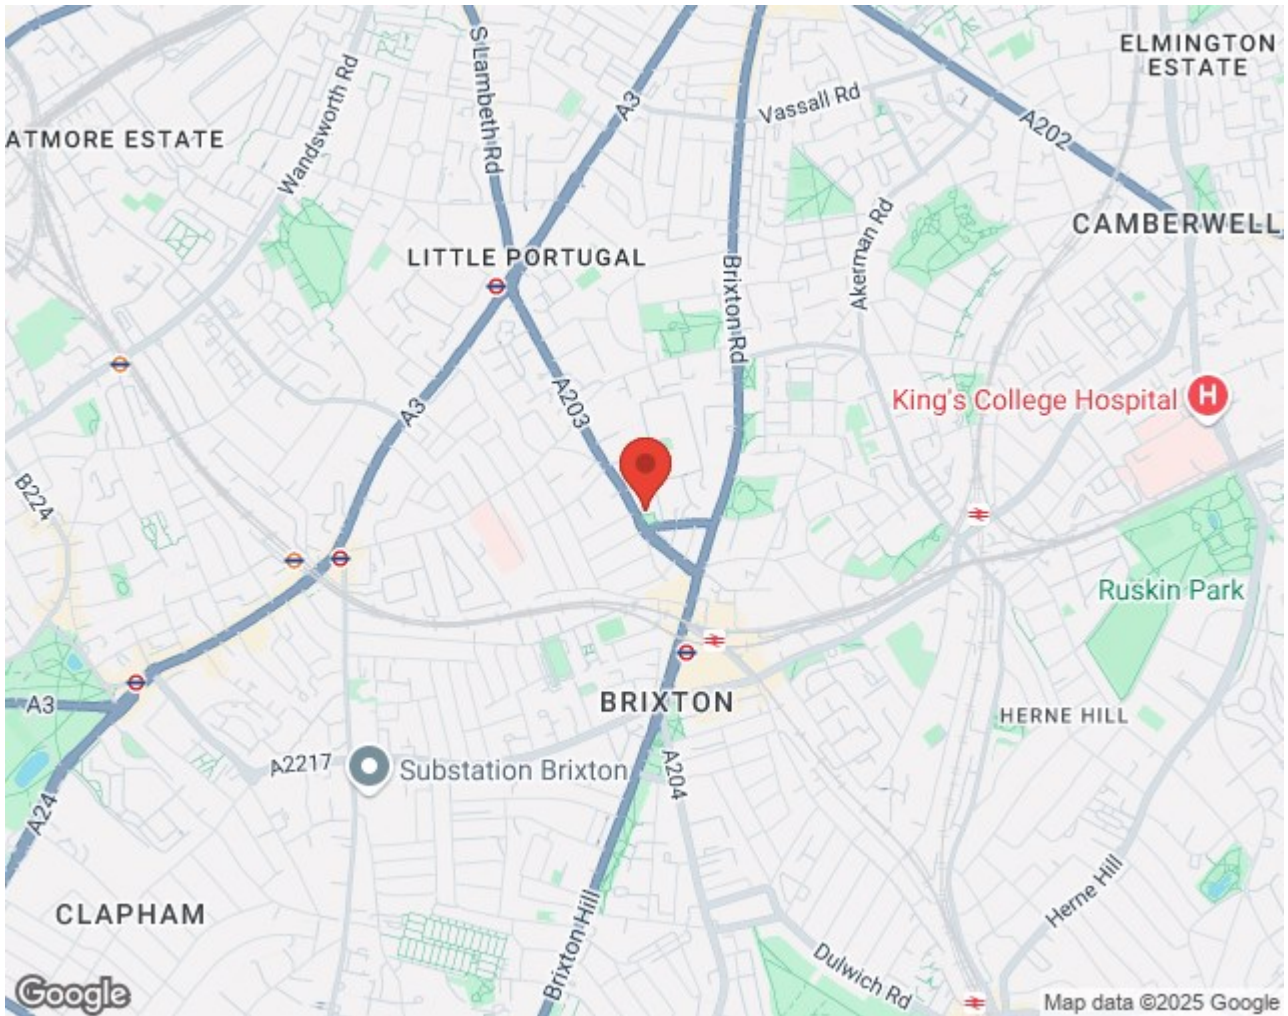 ELMINGTON
ESTATE
S Lambeth Rd
A3
Vassall Rd
A202
ATMORE ESTATE
Wandsworth Rd
CAMBERWELL
Akerman Rd
LITTLE PORTUGAL
Brixton Rd
A203
A3
King's College Hospital
H
B224
Ruskin Park
BRIXTON
A3
HERNE HILL
A2217
Substation Brixton
A204
A24
CLAPHAM
Herne Hill
Brixton Hill
Dulwich Rd
Google
Map data ©2025 Google